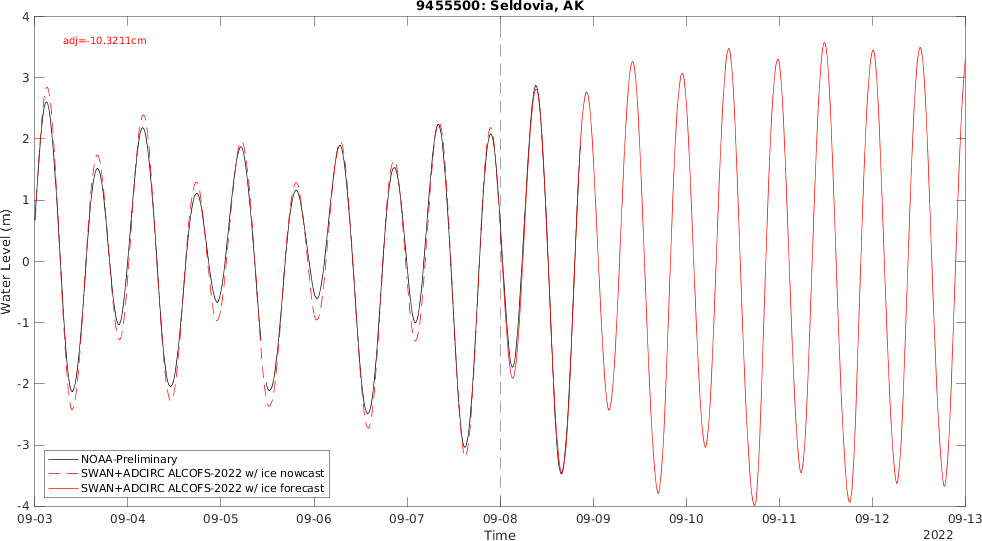 9455500: Seldovia, AK
adj=-10.3211cm
4
3
2
1
0
-1
-2
-3
-4
Water Level (m)
NOAA-Preliminary
SWAN+ADCIRC ALCOFS-2022 w/ ice nowcast
SWAN+ADCIRC ALCOFS-2022 w/ ice forecast
09-03 09-04 09-05 09-06 09-07 09-08 09-09 09-10 09-11 09-12 09-13
Time
2022